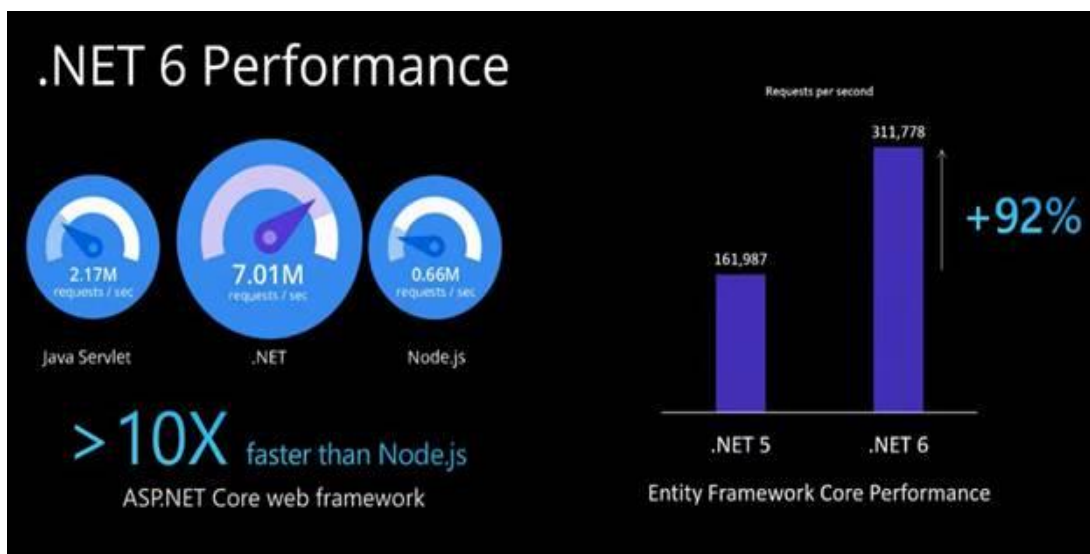 .NET 6 Performance
2.17M
requests / sec
Java Servlet
7.01M
requests / sec
.NET
0.66M
requests / sec
Node.js
>10X faster than Node.js
ASP.NET Core web framework
Requests per second
161,987
311,778
+92%
.NET 5
.NET 6
Entity Framework Core Performance